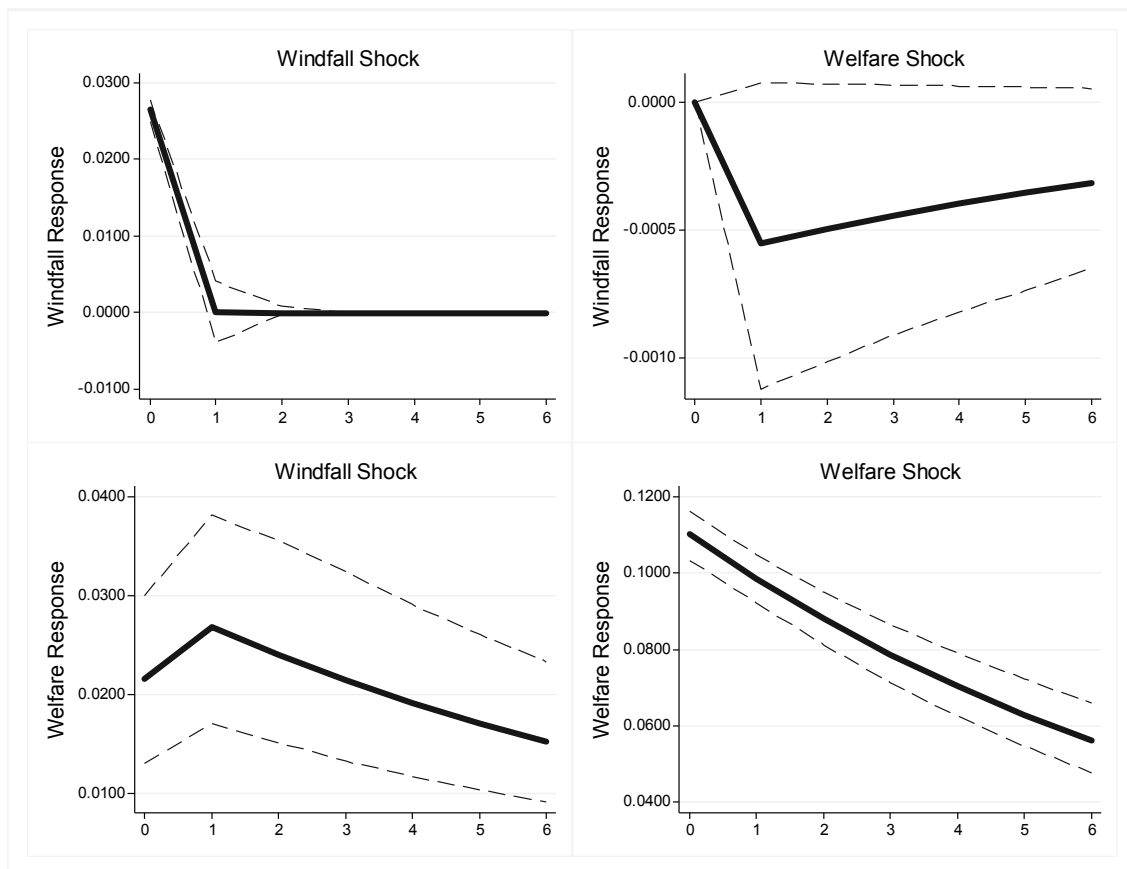 Windfall Shock
Windfall Response
0.0300
0.0200
0.0100
0.0000
-0.0100
0 1 2 3 4 5 6
Welfare Shock
Windfall Response
0.0000
-0.0005
-0.0010
0 1 2 3 4 5 6
Windfall Shock
Welfare Response
0.0400
0.0300
0.0200
0.0100
0 1 2 3 4 5 6
Welfare Shock
Welfare Response
0.1200
0.1000
0.0800
0.0600
0.0400
0 1 2 3 4 5 6